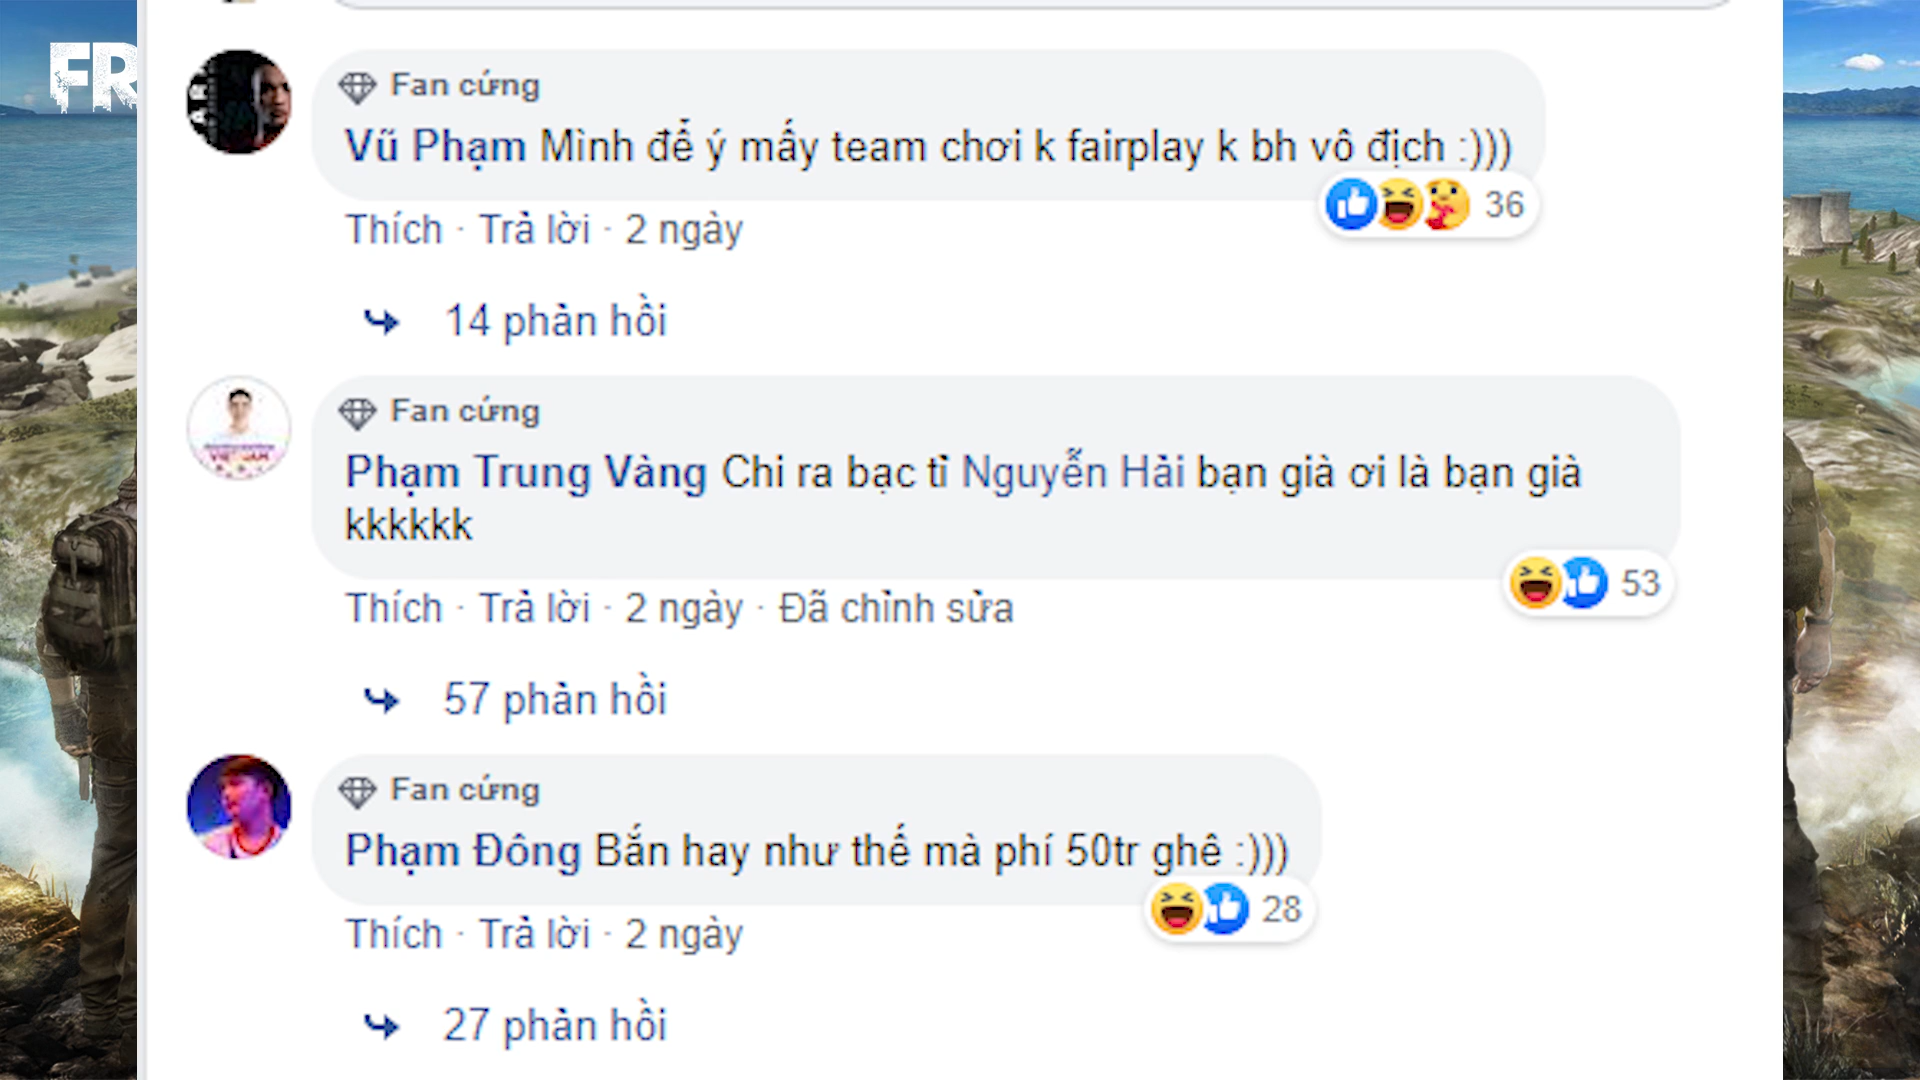 FR
Fan cứng
Vũ Phạm Mình để ý mấy team chơi k fairplay k bh vô địch :)))
36
Thích · Trả lời · 2 ngày
14 phản hồi
Fan cứng
Phạm Trung Vàng Chi ra bạc tỉ Nguyễn Hải bạn già ơi là bạn già
kkkkkk
53
Thích · Trả lời · 2 ngày · Đã chỉnh sửa
57 phản hồi
Fan cứng
Phạm Đông Bắn hay như thế mà phí 50tr ghê :)))
28
Thích · Trả lời · 2 ngày
27 phản hồi